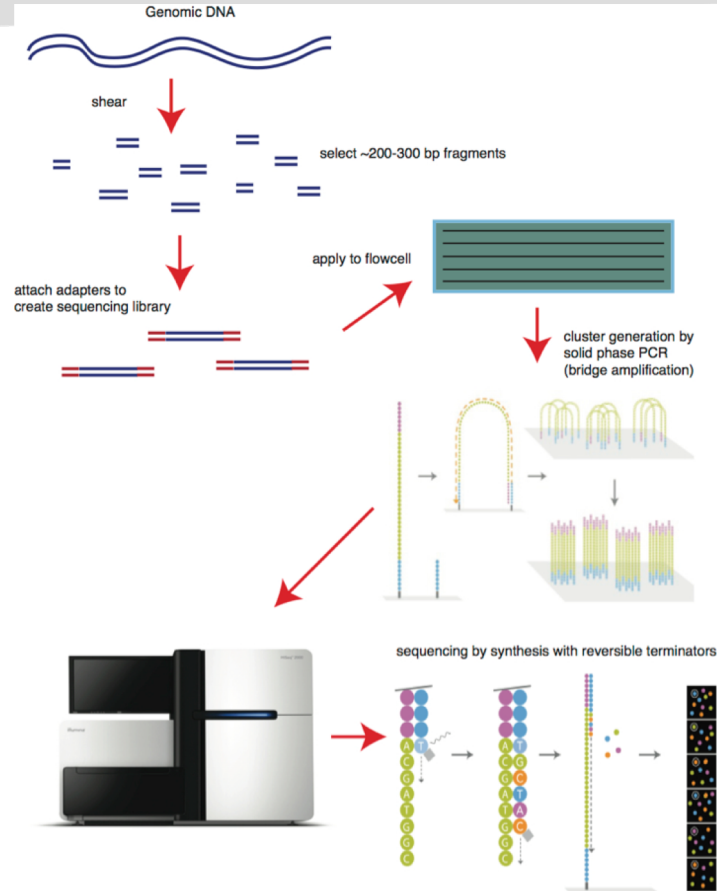 Genomic DNA
shear
select ~200-300 bp fragments
apply to flowcell
attach adapters to
create sequencing library
cluster generation by
solid phase PCR
(bridge amplification)
sequencing by synthesis with reversible terminators
A T
C
G
A
T
G
G
C
A T
C G
G C
A T
T A
G C
G
C